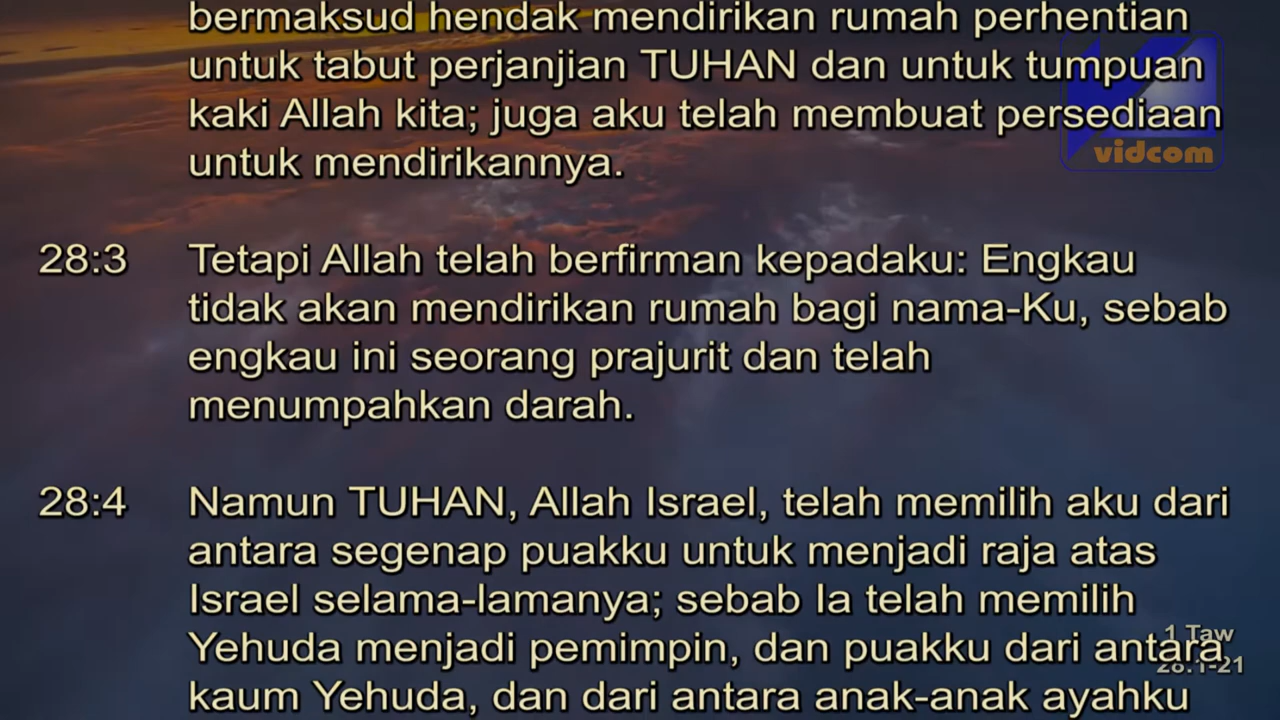 bermaksud hendak mendirikan rumah perhentian
untuk tabut perjanjian TUHAN dan untuk tumpuan
kaki Allah kita; juga aku telah membuat persediaan
untuk mendirikannya.
vidcom
28:3 Tetapi Allah telah berfirman kepadaku: Engkau
tidak akan mendirikan rumah bagi nama-Ku, sebab
engkau ini seorang prajurit dan telah
menumpahkan darah.
28:4 Namun TUHAN, Allah Israel, telah memilih aku dari
antara segenap puakku untuk menjadi raja atas
Israel selama-lamanya; sebab Ia telah memilih
Yehuda menjadi pemimpin, dan puakku dari antara
kaum Yehuda, dan dari antara anak-anak ayahku
1 Taw
28:1-21